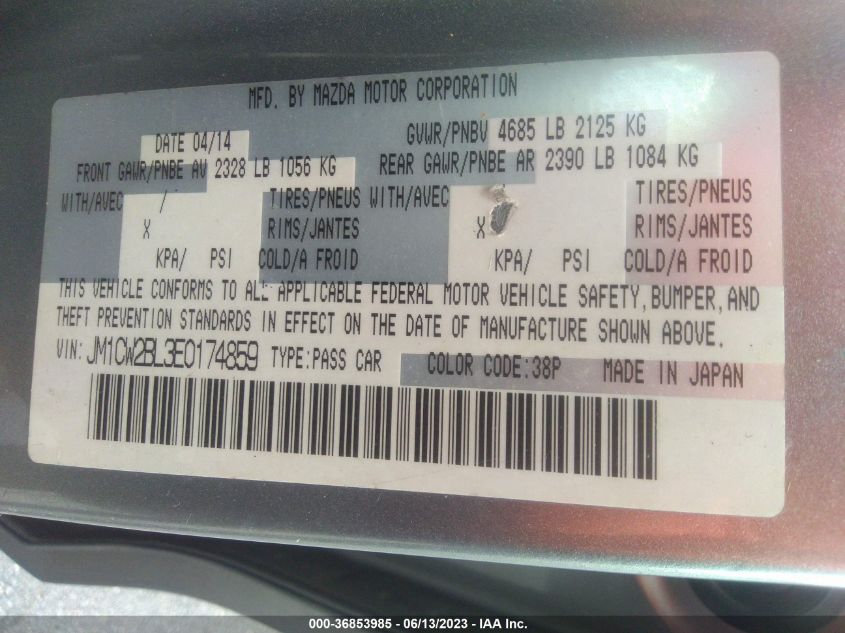 MFD. BY MAZDA MOTOR CORPORATION
DATE 04/14 GVWR/PNBV 4685 LB 2125 KG
FRONT GAWR/PNBE AV 2328 LB 1056 KG REAR GAWR/PNBE AR 2390 LB 1084 KG
WITH/AVEC / TIRES/PNEUS WITH/AVEC TIRES/PNEUS
X RIMS/JANTES X RIMS/JANTES
KPA/ PSI COLD/A FROID KPA/ PSI COLD/A FROID
THIS VEHICLE CONFORMS TO ALL APPLICABLE FEDERAL MOTOR VEHICLE SAFETY, BUMPER, AND
THEFT PREVENTION STANDARDS IN EFFECT ON THE DATE OF MANUFACTURE SHOWN ABOVE.
VIN: JM1CW2BL3E0174859 TYPE:PASS CAR COLOR CODE:38P MADE IN JAPAN
000-36853985 - 06/13/2023 - IAA Inc.